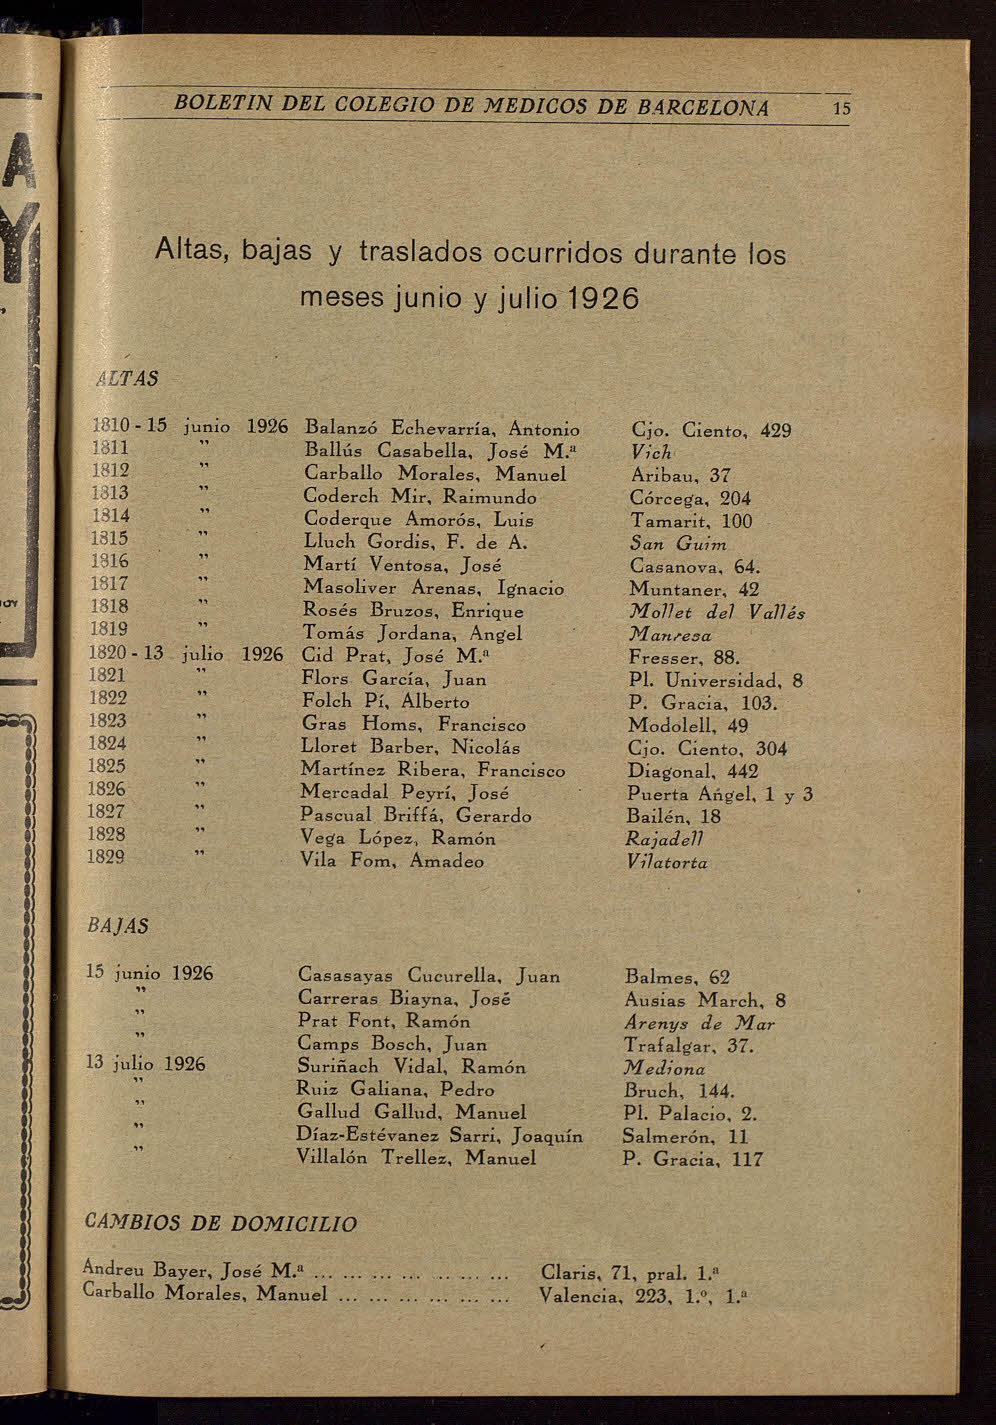 BOLETIN DEL COLEGIO DE MEDICOS DE BARCELONA 15
Altas, bajas y traslados ocurridos durante los
meses junio y julio 1926
ALTAS
1810 - 15 junio 1926 Balanzó Echevarría, Antonio Cjo. Ciento, 429
1811 " Ballús Casabella, José M.ª Vich
1812 " Carballo Morales, Manuel Aribau, 37
1813 " Coderch Mir, Raimundo Córcega, 204
1814 " Coderque Amorós, Luis Tamarit, 100
1815 " Lluch Gordis, F. de A. San Guim
1816 " Martí Ventosa, José Casanova, 64.
1817 " Masoliver Arenas, Ignacio Muntaner, 42
1818 " Rosés Bruzos, Enrique Mollet del Vallés
1819 " Tomás Jordana, Angel Manresa
1820 - 13 julio 1926 Cid Prat, José M.ª Fresser, 88.
1821 " Flors García, Juan Pl. Universidad, 8
1822 " Folch Pí, Alberto P. Gracia, 103.
1823 " Gras Homs, Francisco Modolell, 49
1824 " Lloret Barber, Nicolás Cjo. Ciento, 304
1825 " Martínez Ribera, Francisco Diagonal, 442
1826 " Mercadal Peyrí, José Puerta Angel, 1 y 3
1827 " Pascual Briffá, Gerardo Bailén, 18
1828 " Vega López, Ramón Rajadell
1829 " Vila Fom, Amadeo Vilatorta
BAJAS
15 junio 1926 Casasayas Cucurella, Juan Balmes, 62
" Carreras Biayna, José Ausias March, 8
" Prat Font, Ramón Arenys de Mar
" Camps Bosch, Juan Trafalgar, 37.
13 julio 1926 Suriñach Vidal, Ramón Mediona
" Ruiz Galiana, Pedro Bruch, 144.
" Gallud Gallud, Manuel Pl. Palacio, 2.
" Díaz-Estévanez Sarri, Joaquín Salmerón, 11
" Villalón Trellez, Manuel P. Gracia, 117
CAMBIOS DE DOMICILIO
Andreu Bayer, José M.ª ... ... ... ... ... ... ... Claris, 71, pral. 1.ª
Carballo Morales, Manuel ... ... ... ... ... ... Valencia, 223, 1.º, 1.ª